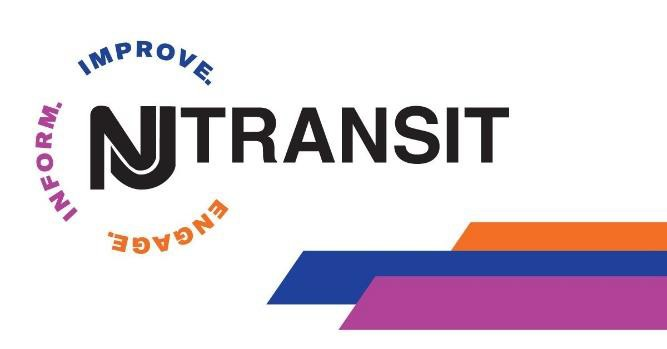 IMPROVE.
INFORM.
NJ TRANSIT
ENGAGE.